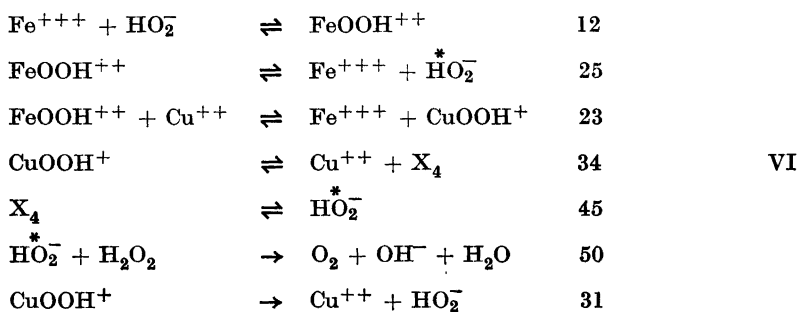 Fe⁺⁺⁺ + HO₂⁻ ⇌ FeOOH⁺⁺ 12
FeOOH⁺⁺ ⇌ Fe⁺⁺⁺ + H*O₂⁻ 25
FeOOH⁺⁺ + Cu⁺⁺ ⇌ Fe⁺⁺⁺ + CuOOH⁺ 23
CuOOH⁺ ⇌ Cu⁺⁺ + X₄ 34 VI
X₄ ⇌ H*O₂⁻ 45
H*O₂⁻ + H₂O₂ → O₂ + OH⁻ + H₂O 50
CuOOH⁺ → Cu⁺⁺ + HO₂⁻ 31